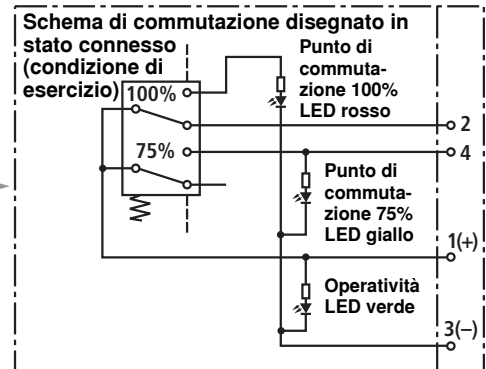 Schema di commutazione disegnato in
stato connesso
(condizione di
esercizio)
100%
75%
Punto di
commuta-
zione 100%
LED rosso
2
4
Punto di
commuta-
zione 75%
LED giallo
1(+)
Operatività
LED verde
3(–)